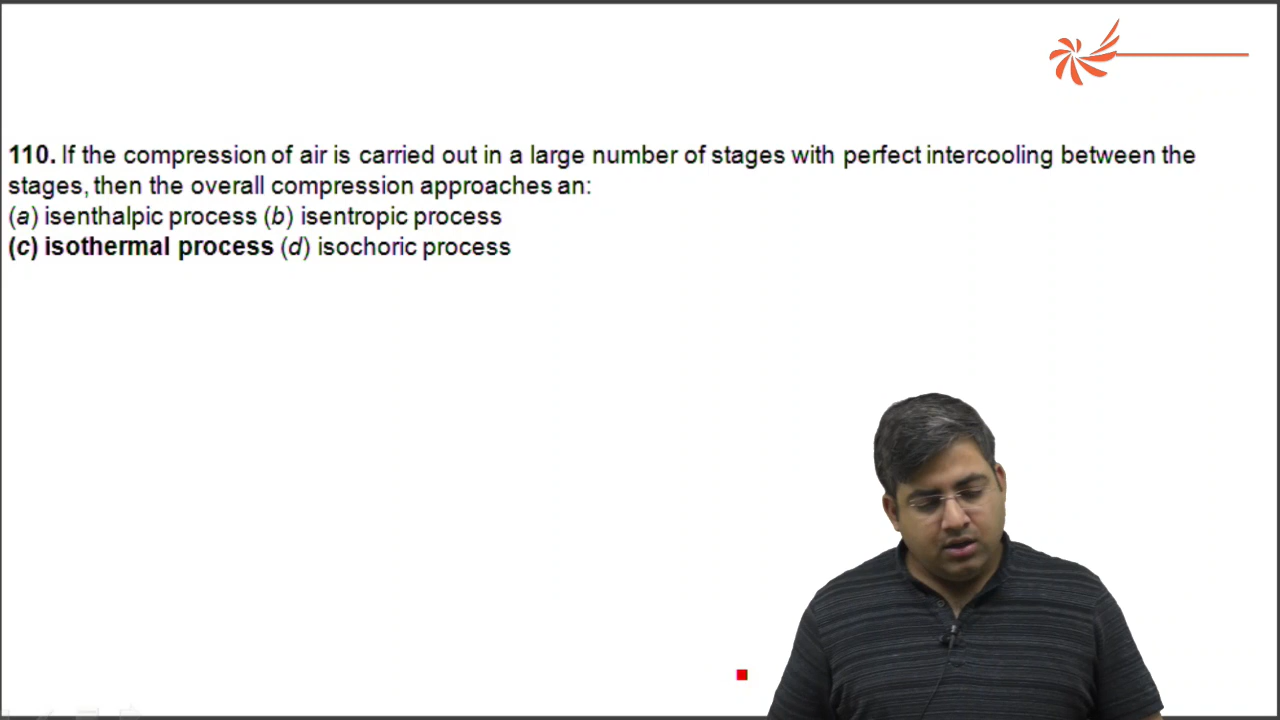 110. If the compression of air is carried out in a large number of stages with perfect intercooling between the
stages, then the overall compression approaches an:
(a) isenthalpic process (b) isentropic process
(c) isothermal process (d) isochoric process